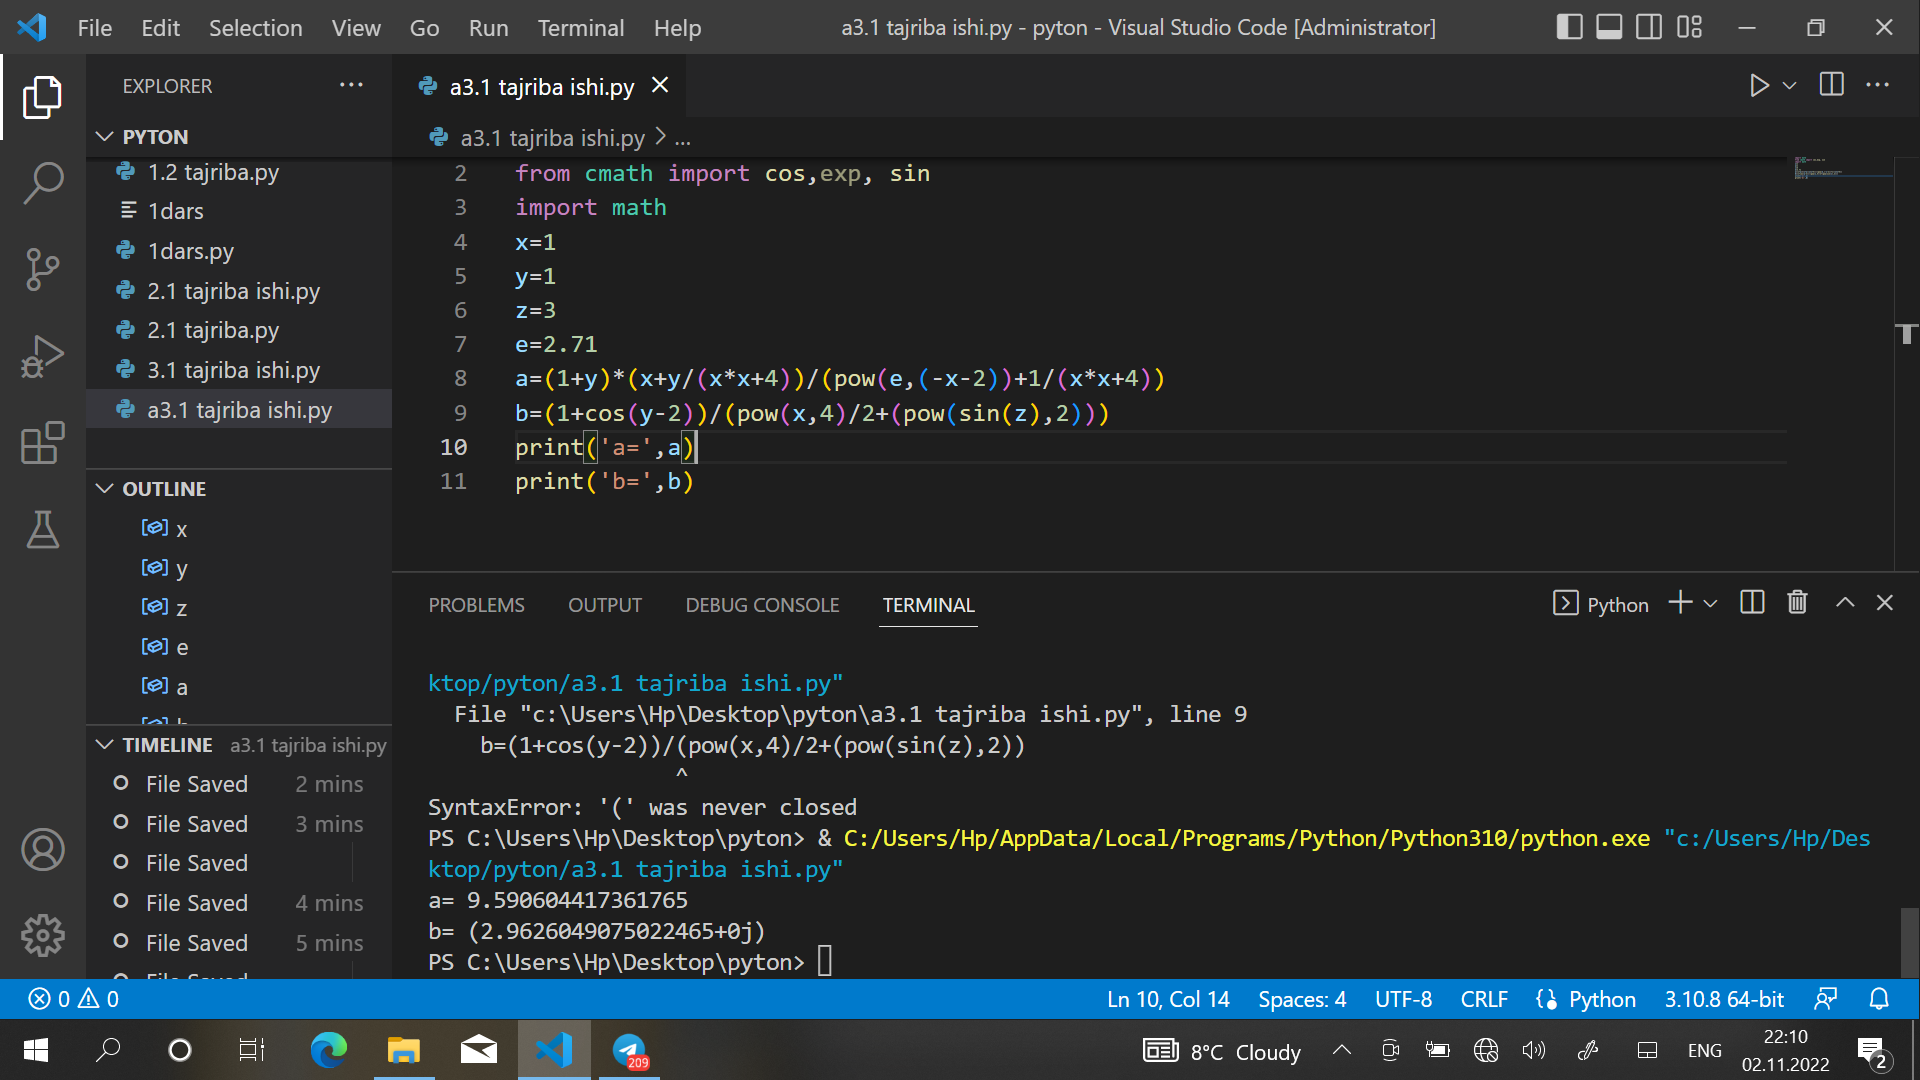 File Edit Selection View Go Run Terminal Help a3.1 tajriba ishi.py - pyton - Visual Studio Code [Administrator]
EXPLORER ···
PYTON
1.2 tajriba.py
1dars
1dars.py
2.1 tajriba ishi.py
2.1 tajriba.py
3.1 tajriba ishi.py
a3.1 tajriba ishi.py
OUTLINE
x
y
z
e
a
TIMELINE a3.1 tajriba ishi.py
File Saved 2 mins
File Saved 3 mins
File Saved
File Saved 4 mins
File Saved 5 mins
a3.1 tajriba ishi.py
a3.1 tajriba ishi.py > ...
2 from cmath import cos,exp, sin
3 import math
4 x=1
5 y=1
6 z=3
7 e=2.71
8 a=(1+y)*(x+y/(x*x+4))/(pow(e,(-x-2))+1/(x*x+4))
9 b=(1+cos(y-2))/(pow(x,4)/2+(pow(sin(z),2)))
10 print('a=',a)
11 print('b=',b)
PROBLEMS OUTPUT DEBUG CONSOLE TERMINAL Python
ktop/pyton/a3.1 tajriba ishi.py"
File "c:\Users\Hp\Desktop\pyton\a3.1 tajriba ishi.py", line 9
b=(1+cos(y-2))/(pow(x,4)/2+(pow(sin(z),2))
^
SyntaxError: '(' was never closed
PS C:\Users\Hp\Desktop\pyton> & C:/Users/Hp/AppData/Local/Programs/Python/Python310/python.exe "c:/Users/Hp/Des
ktop/pyton/a3.1 tajriba ishi.py"
a= 9.590604417361765
b= (2.9626049075022465+0j)
PS C:\Users\Hp\Desktop\pyton>
0 0 Ln 10, Col 14 Spaces: 4 UTF-8 CRLF Python 3.10.8 64-bit
209 8°C Cloudy ENG 22:10
02.11.2022 2